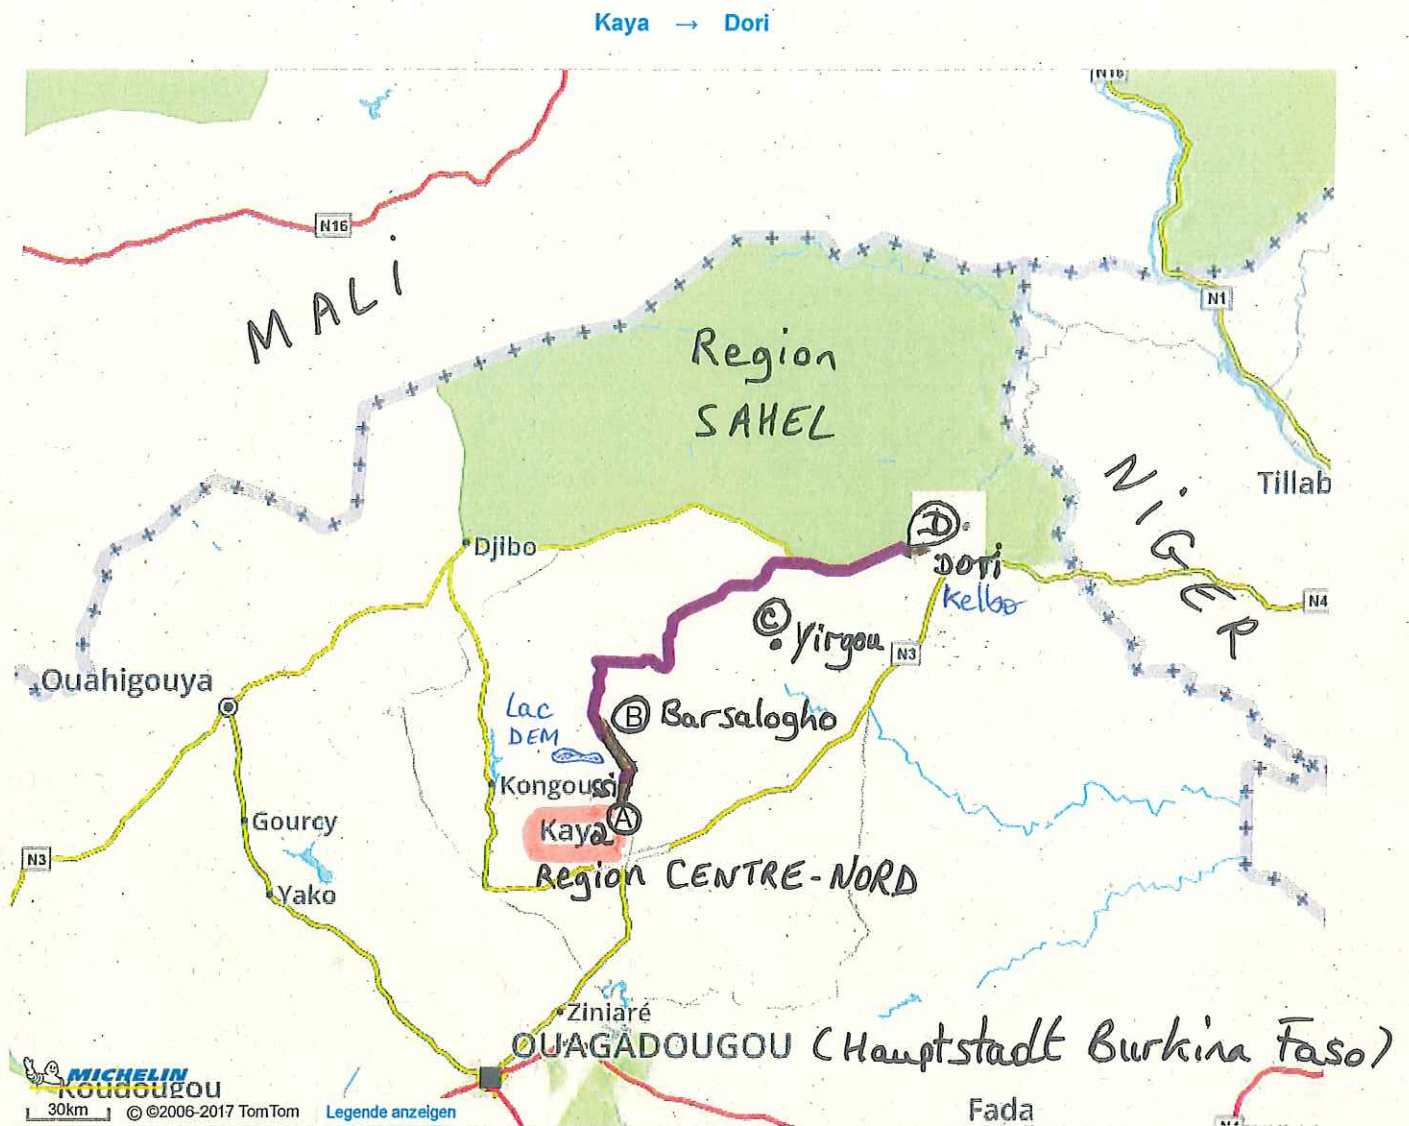 Kaya → Dori
N16
N16
MALI
N1
Region
SAHEL
NiGER
Tillab
D.
DORi
Kelbo
Djibo
N4
C
Yirgou
N3
Ouahigouya
Lac
DEM
B Barsalogho
Kongoussi
A
Kaya
Gourcy
N3
Region CENTRE-NORD
Yako
Ziniaré
OUAGADOUGOU (Hauptstadt Burkina Faso)
MICHELIN
Koudougou
30km © ©2006-2017 TomTom Legende anzeigen
Fada